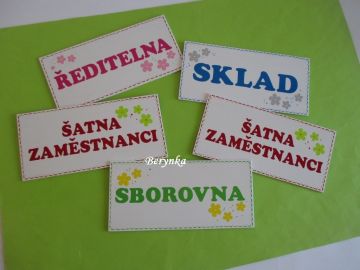 ŘEDITELNA
SKLAD
ŠATNA
ZAMĚSTNANCI
ŠATNA
ZAMĚSTNANCI
Berynka
SBOROVNA